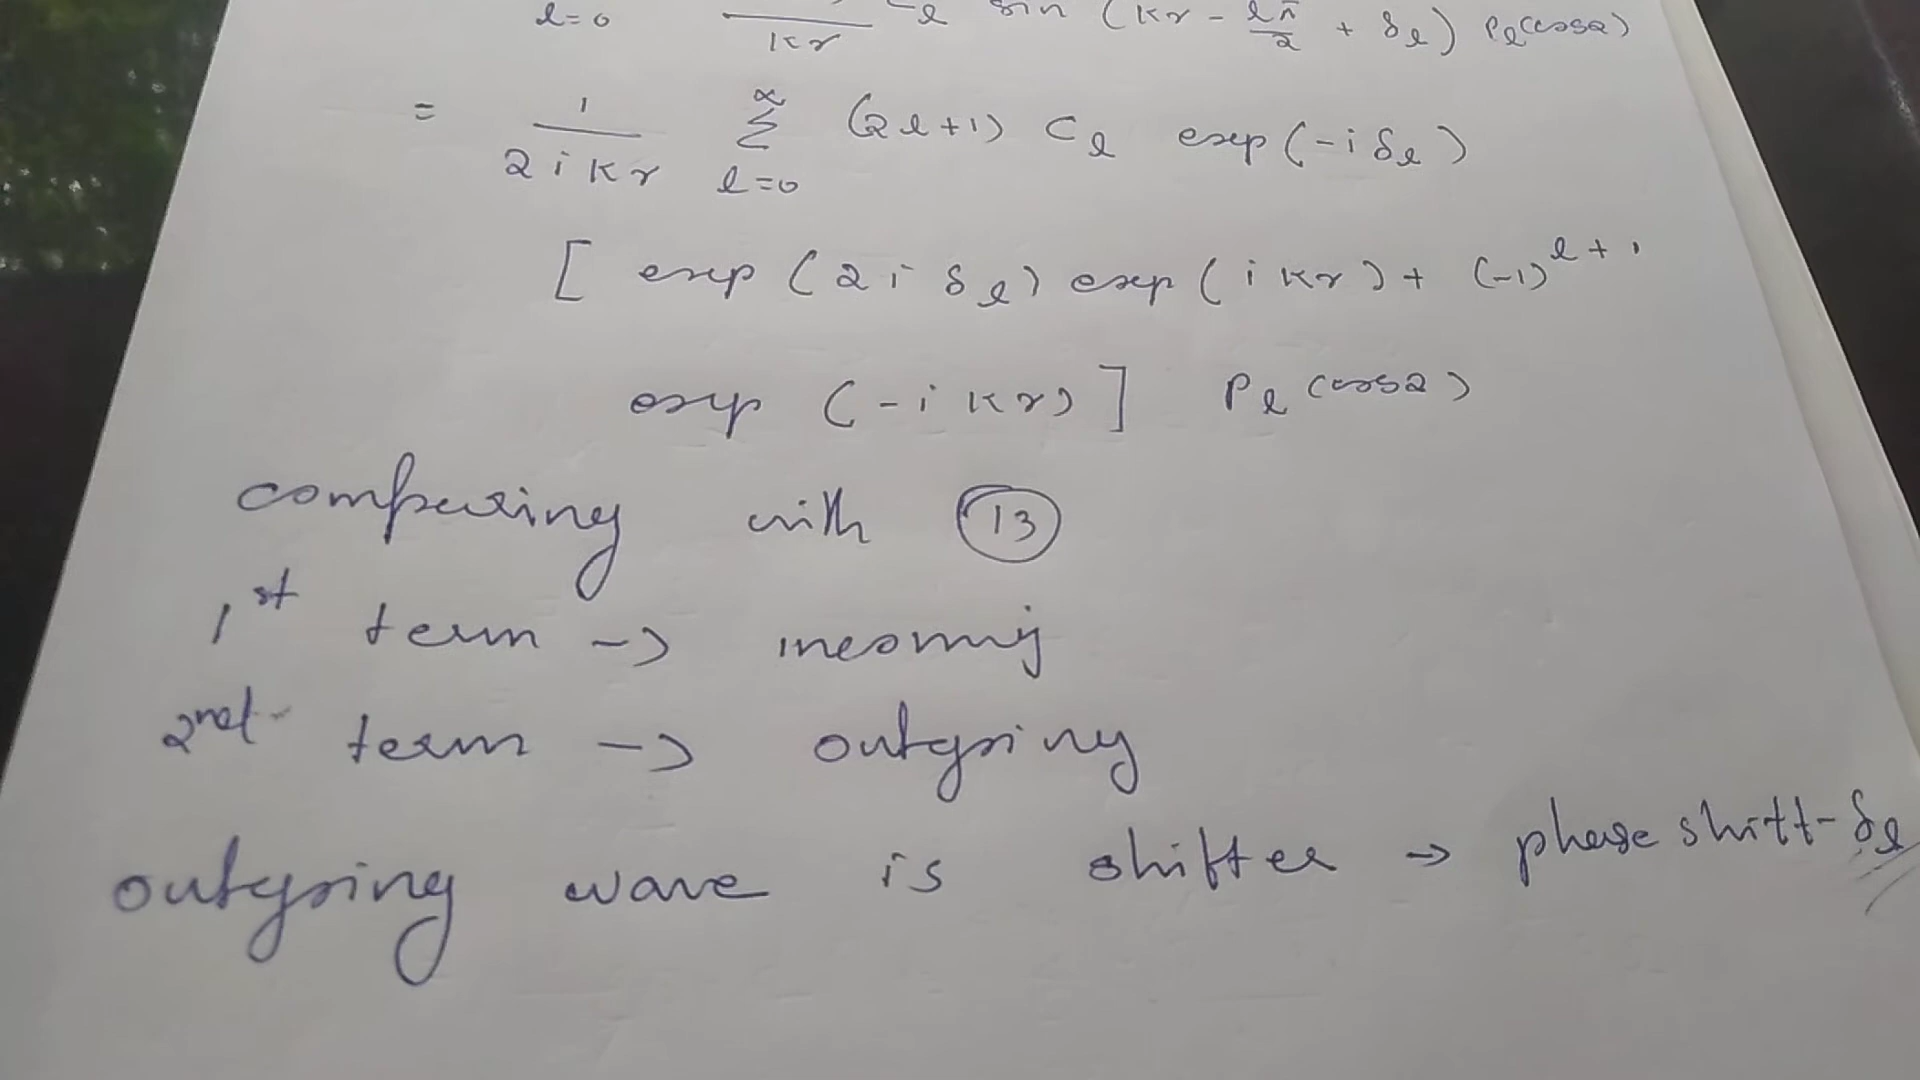 l=0 kr l sin (kr - lπ/2 + δl) Pl(cosθ)
= 1/2ikr ∑ l=0 ∝ (2l+1) Cl exp(-iδl)
[ exp(2iδl) exp(ikr) + (-1)^l+1
exp(-ikr) ] Pl(cosθ)
comparing with 13
1st term -> incoming
2nd term -> outgoing
outgoing wave is shifter -> phase shift-δl